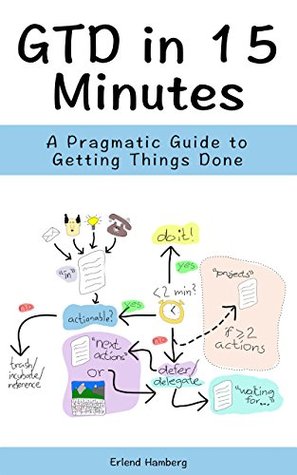 GTD in 15
Minutes
A Pragmatic Guide to
Getting Things Done
"in"
do it!
yes
"projects"
< 2 min?
actionable?
yes
no
no
if ≥ 2
actions
"next
actions"
or
no
defer/
delegate
trash/
incubate/
reference
"waiting
for..."
Erlend Hamberg